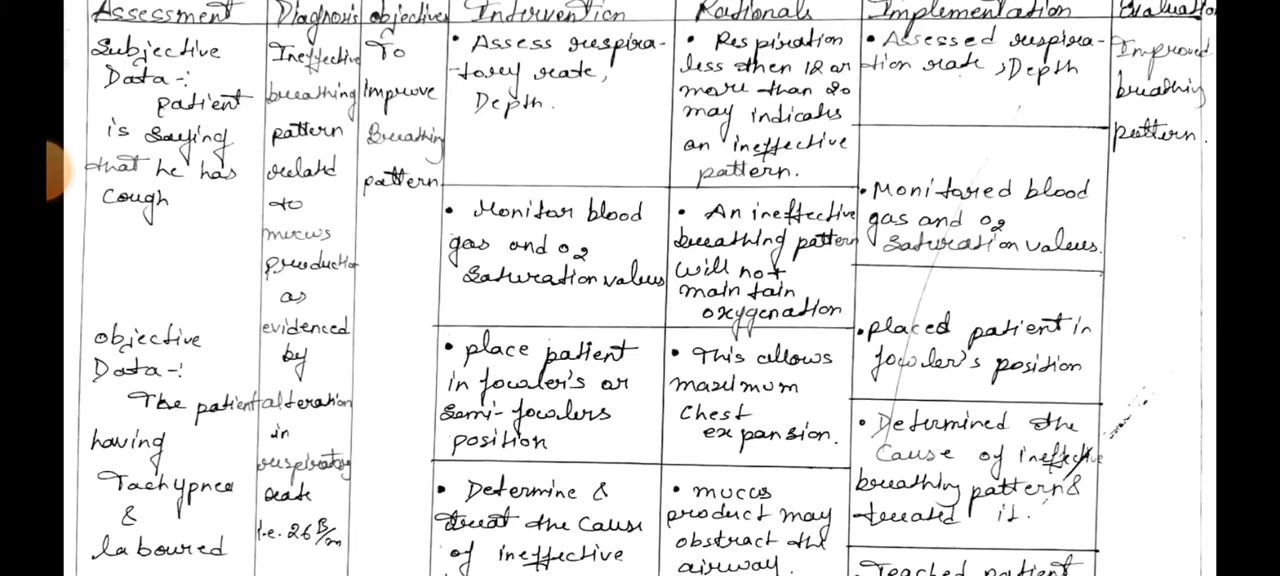 Assessment
Subjective
Data-:
patient
is saying
that he has
cough
objective
Data-:
The patient
having
Tachypnea
&
laboured
Diagnosis
Ineffective
breathing
pattern
related
to
mucus
production
as
evidenced
by
alteration
in
respiratory
rate
i.e. 26 B/m
objective
To
improve
Breathing
pattern
Intervention
• Assess respira-
-tory rate,
Depth.
• Monitor blood
gas and O2
saturation values
• place patient
in fowler's or
semi-fowlers
position
• Determine &
treat the cause
of ineffective
Rationals
• Respiration
less then 12 or
more than 20
may indicates
an ineffective
pattern.
• An ineffective
breathing pattern
will not
maintain
oxygenation
• This allows
maximum
chest
expansion.
• mucus
product may
obstract the
airway.
Implementation
• Assessed respira-
tion rate, Depth
• Monitored blood
gas and O2
saturation values.
• placed patient in
fowler's position
• Determined the
cause of ineffective
breathing pattern &
treated it.
• Teached patient
Evaluation
Improved
breathing
pattern.